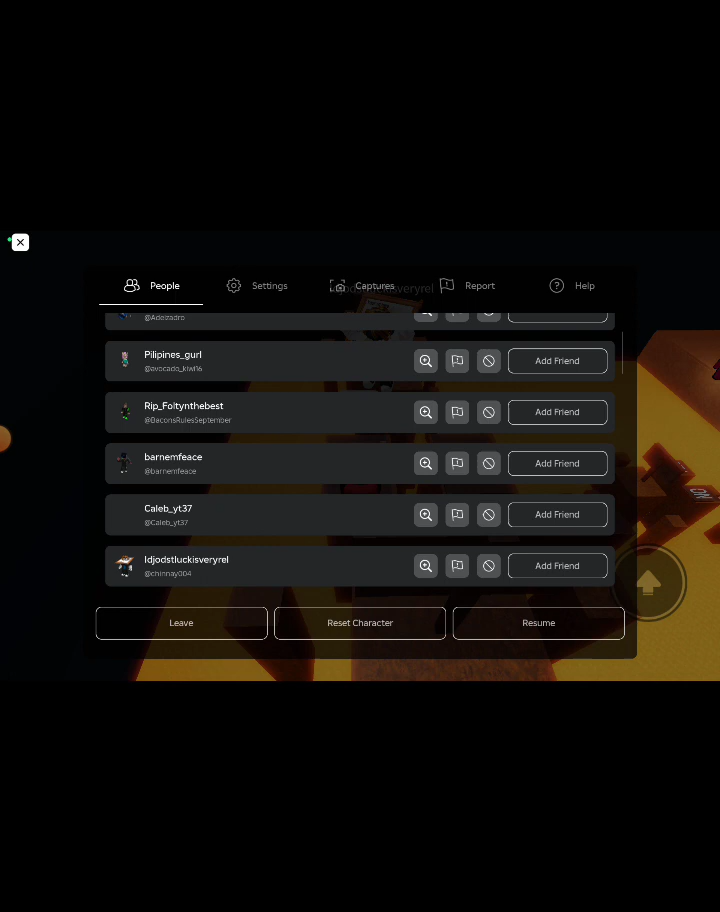 People
Settings
Captures
Report
Help
@Adelzadro
Pilipines_gurl
@avocado_kiwi16
Add Friend
Rip_Foltynthebest
@BaconsRulesSeptember
Add Friend
barnemfeace
@barnemfeace
Add Friend
Caleb_yt37
@Caleb_yt37
Add Friend
Idjodstluckisveryrel
@chinnay004
Add Friend
Leave
Reset Character
Resume